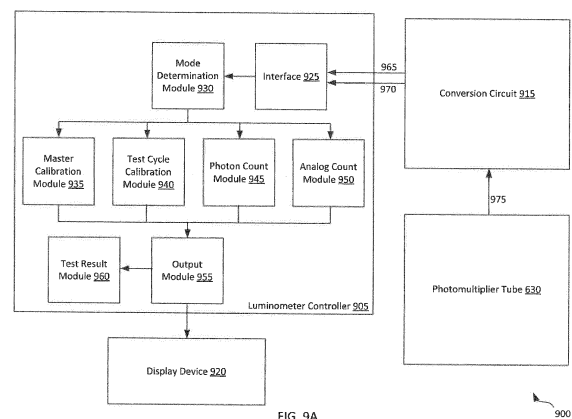 Mode
Determination
Module 930
Interface 925
965
970
Conversion Circuit 915
Master
Calibration
Module 935
Test Cycle
Calibration
Module 940
Photon Count
Module 945
Analog Count
Module 950
975
Test Result
Module 960
Output
Module 955
Photomultiplier Tube 630
Luminometer Controller 905
Display Device 920
900
FIG. 9A